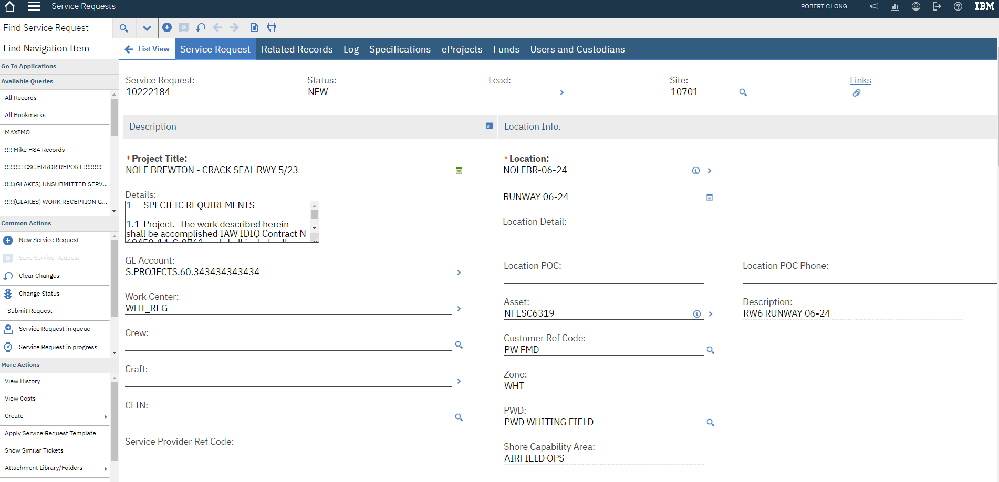 Service Requests
ROBERT C LONG
IBM
Find Service Request
Find Navigation Item
List View
Service Request
Related Records
Log
Specifications
eProjects
Funds
Users and Custodians
Go To Applications
Available Queries
All Records
All Bookmarks
MAXIMO
!!!! Mike H84 Records
!!!!!!!!!! CSC ERROR REPORT !!!!!!!!!!
!!!!!(GLAKES) UNSUBMITTED SERV...
!!!!!(GLAKES) WORK RECEPTION G...
Common Actions
New Service Request
Save Service Request
Clear Changes
Change Status
Submit Request
Service Request in queue
Service Request in progress
More Actions
View History
View Costs
Create
Apply Service Request Template
Show Similar Tickets
Attachment Library/Folders
Service Request:
10222184
Status:
NEW
Lead:
Site:
10701
Links
Description
Project Title:
NOLF BREWTON - CRACK SEAL RWY 5/23
Details:
1 SPECIFIC REQUIREMENTS
1.1 Project. The work described herein
shall be accomplished IAW IDIQ Contract N
GL Account:
S.PROJECTS.60.343434343434
Work Center:
WHT_REG
Crew:
Craft:
CLIN:
Service Provider Ref Code:
Location Info.
Location:
NOLFBR-06-24
RUNWAY 06-24
Location Detail:
Location POC:
Location POC Phone:
Asset:
NFESC6319
Description:
RW6 RUNWAY 06-24
Customer Ref Code:
PW FMD
Zone:
WHT
PWD:
PWD WHITING FIELD
Shore Capability Area:
AIRFIELD OPS